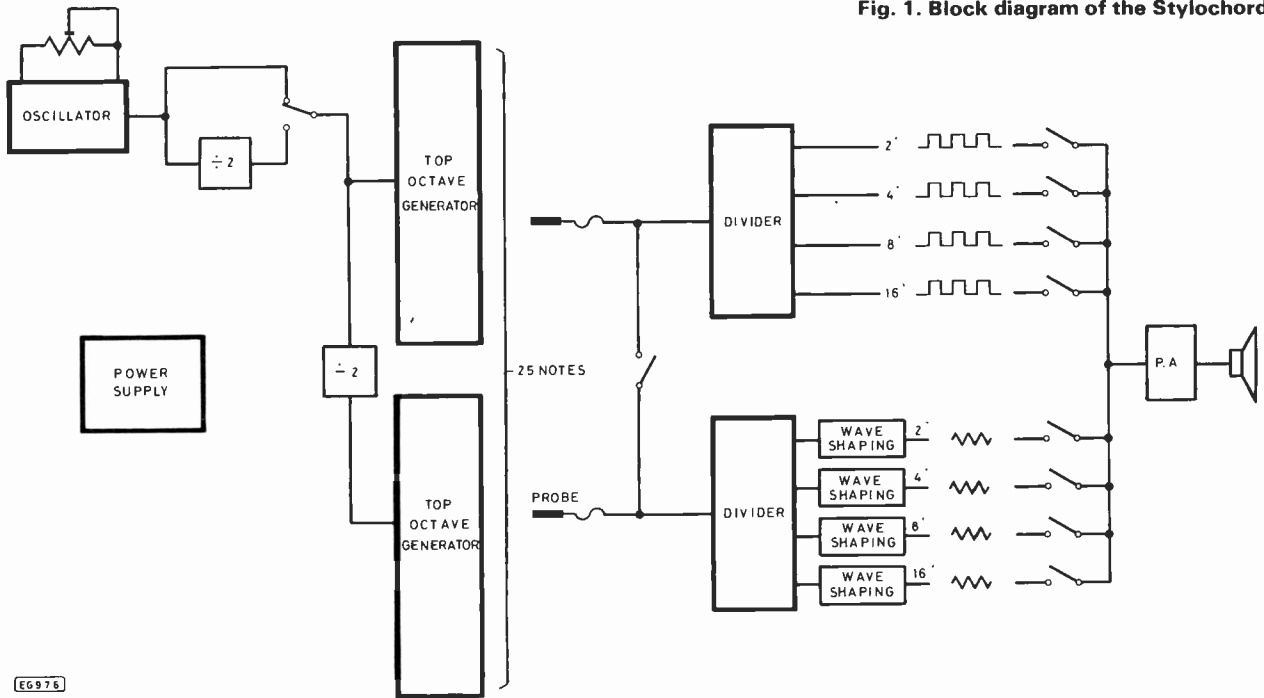 Fig. 1. Block diagram of the Stylochord
OSCILLATOR
÷ 2
TOP
OCTAVE
GENERATOR
25 NOTES
DIVIDER
2'
4'
8'
16'
POWER
SUPPLY
÷ 2
P.A
TOP
OCTAVE
GENERATOR
PROBE
DIVIDER
WAVE
SHAPING
2'
WAVE
SHAPING
4'
WAVE
SHAPING
8'
WAVE
SHAPING
16'
EG976